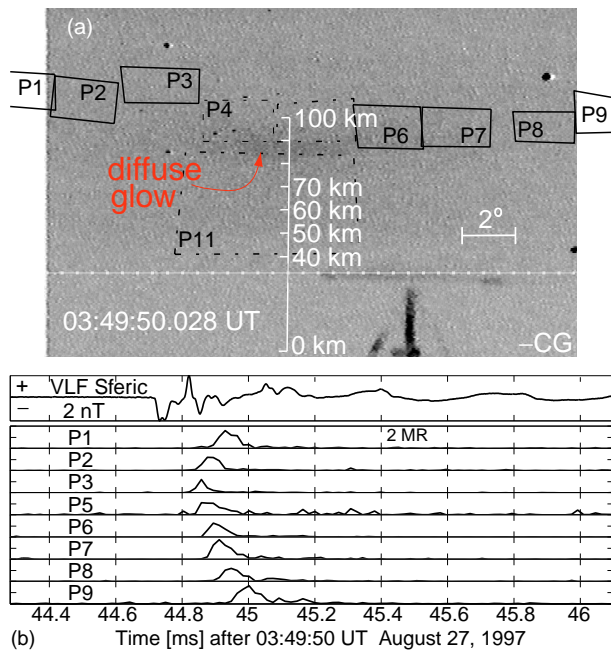 (a)
P1
P2
P3
P4
P6
P7
P8
P9
100 km
diffuse
glow
70 km
60 km
50 km
40 km
2°
P11
03:49:50.028 UT
0 km
–CG
+ VLF Sferic
– 2 nT
P1
2 MR
P2
P3
P5
P6
P7
P8
P9
44.4 44.6 44.8 45 45.2 45.4 45.6 45.8 46
(b) Time [ms] after 03:49:50 UT August 27, 1997